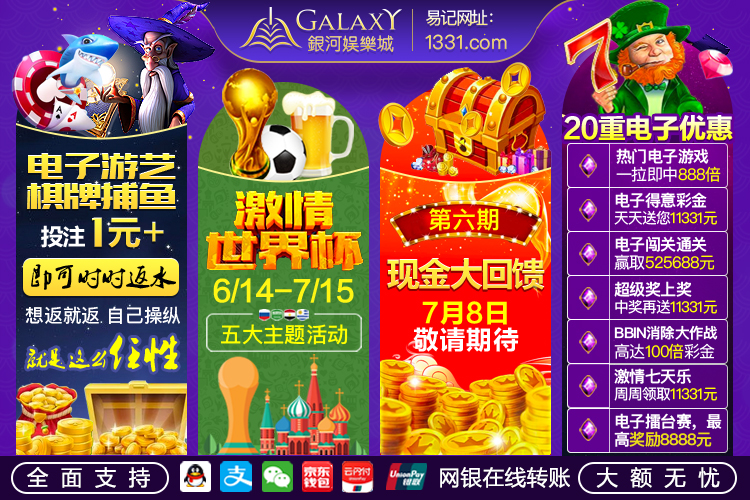 GALAXY
銀河娱樂城
易记网址：
1331.com
电子游艺
棋牌捕鱼
投注1元+
即可时时返水
想返就返 自己操纵
就是这么任性
激情
世界杯
6/14-7/15
五大主题活动
第六期
现金大回馈
7月8日
敬请期待
20重电子优惠
热门电子游戏
一拉即中888倍
电子得意彩金
天天送您11331元
电子闯关通关
赢取525688元
超级奖上奖
中奖再送11331元
BBIN消除大作战
高达100倍彩金
激情七天乐
周周领取11331元
电子擂台赛，最
高奖励8888元
全面支持
支
京东
钱包
云闪付
UnionPay
银联
网银在线转账
大额无忧